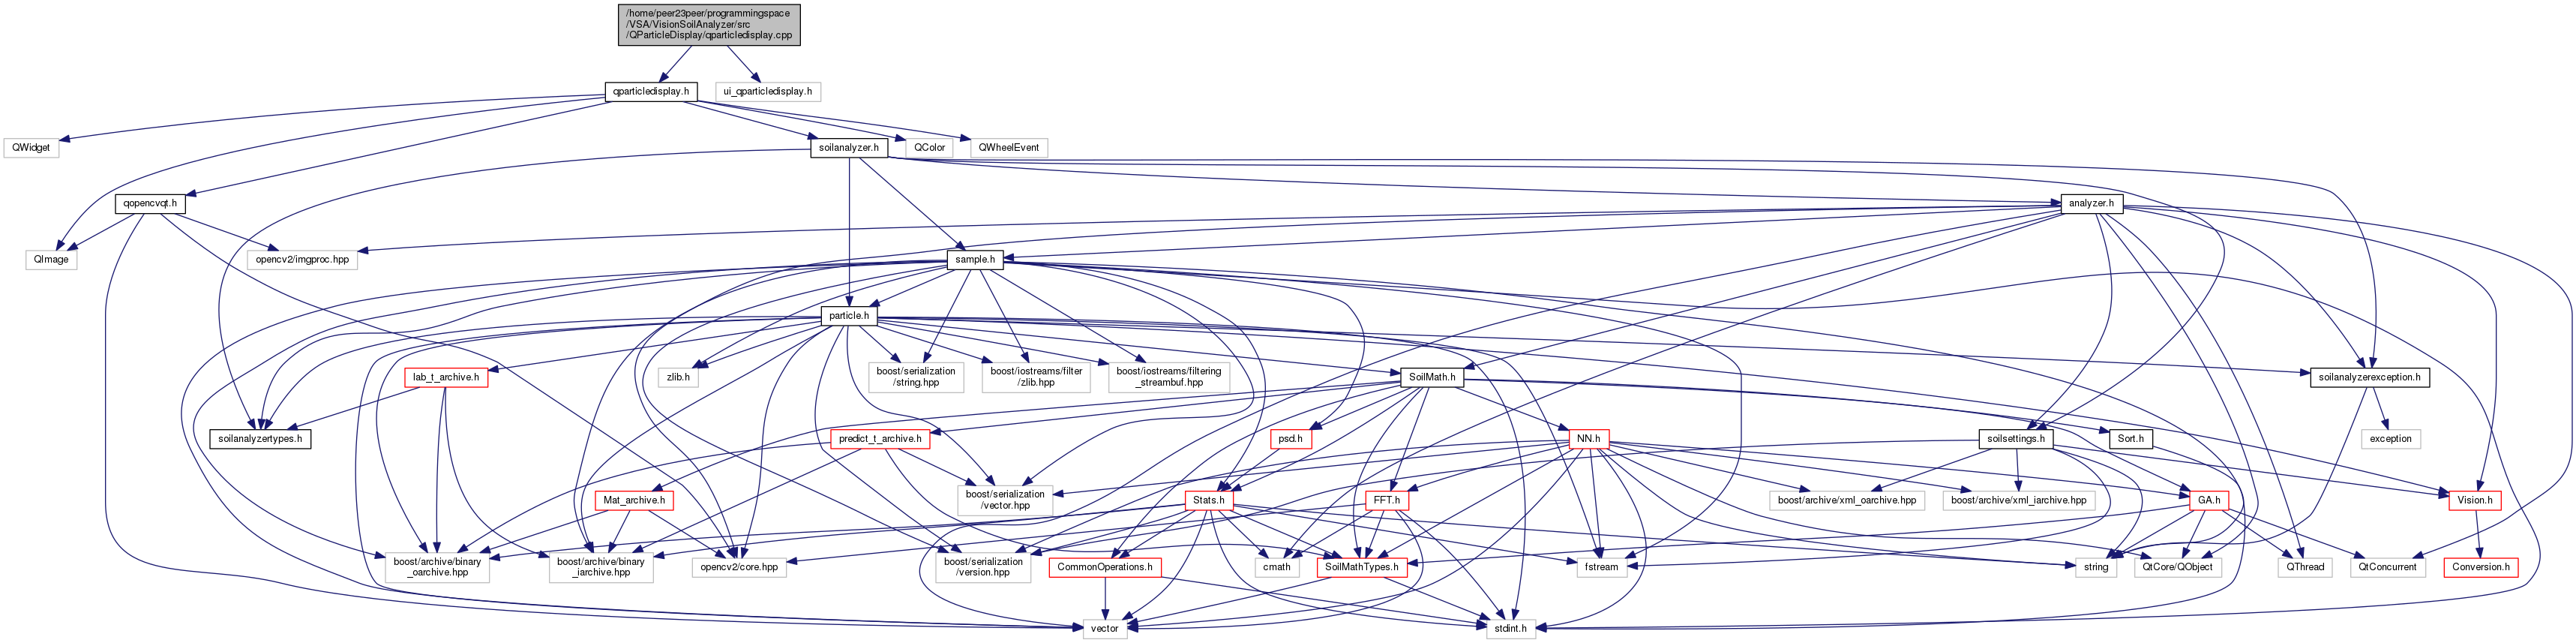 /home/peer23peer/programmingspace
/VSA/VisionSoilAnalyzer/src
/QParticleDisplay/qparticledisplay.cpp
qparticledisplay.h
ui_qparticledisplay.h
QWidget
soilanalyzer.h
QColor
QWheelEvent
qopencvqt.h
analyzer.h
QImage
opencv2/imgproc.hpp
sample.h
particle.h
zlib.h
boost/serialization
/string.hpp
boost/iostreams/filter
/zlib.hpp
boost/iostreams/filtering
_streambuf.hpp
lab_t_archive.h
SoilMath.h
soilanalyzerexception.h
soilanalyzertypes.h
predict_t_archive.h
psd.h
NN.h
soilsettings.h
Sort.h
exception
Mat_archive.h
boost/serialization
/vector.hpp
Stats.h
FFT.h
boost/archive/xml_oarchive.hpp
boost/archive/xml_iarchive.hpp
GA.h
Vision.h
boost/archive/binary
_oarchive.hpp
boost/archive/binary
_iarchive.hpp
opencv2/core.hpp
boost/serialization
/version.hpp
CommonOperations.h
cmath
SoilMathTypes.h
fstream
string
QtCore/QObject
QThread
QtConcurrent
Conversion.h
vector
stdint.h